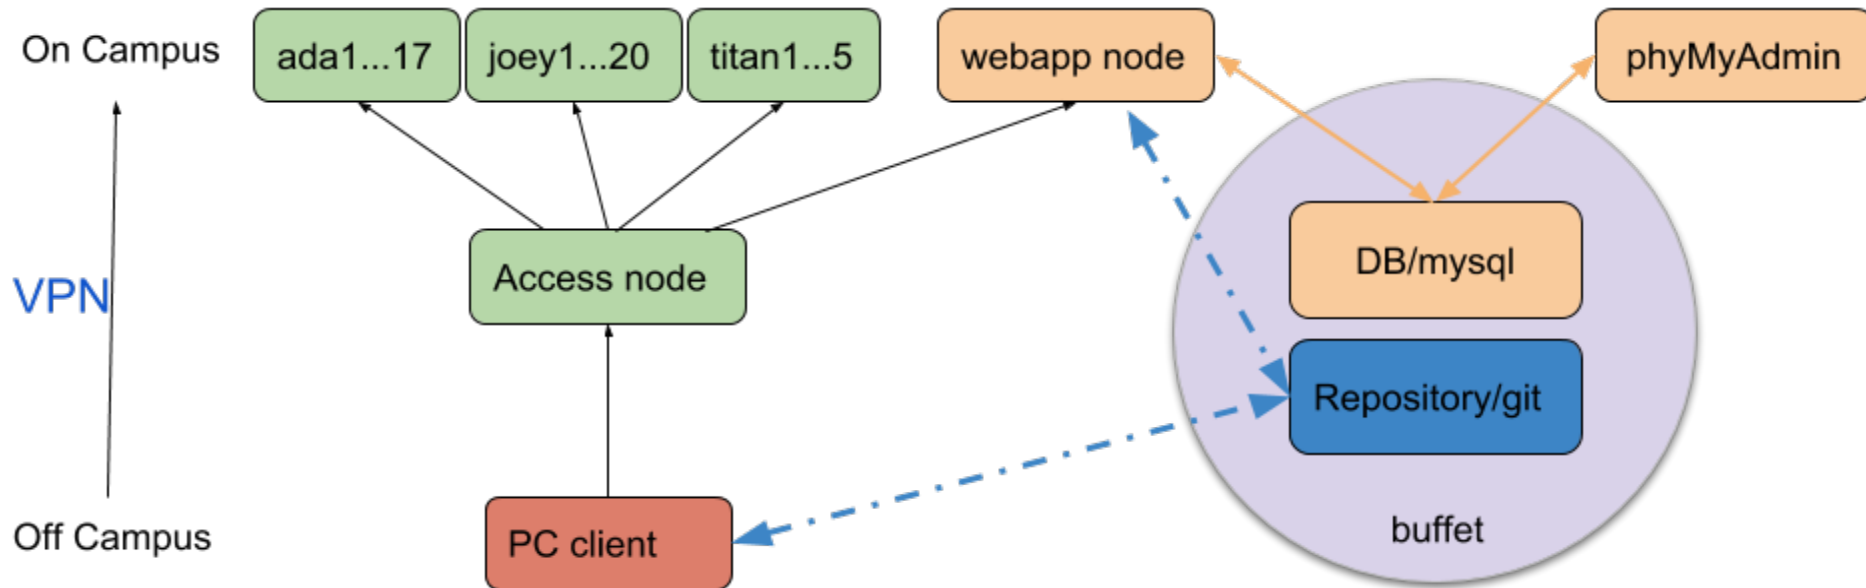 On Campus
ada1...17
joey1...20
titan1...5
webapp node
phyMyAdmin
VPN
Access node
DB/mysql
Repository/git
Off Campus
PC client
buffet